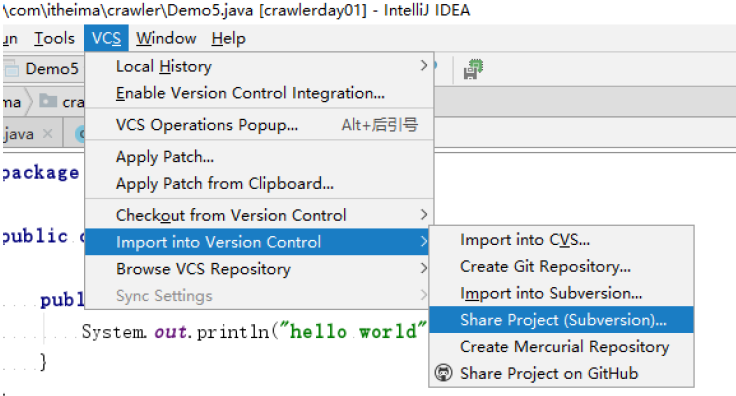 \com\itheima\crawler\Demo5.java [crawlerday01] - IntelliJ IDEA
un Tools VCS Window Help
Demo5
Local History
Enable Version Control Integration...
ma cra
.java
VCS Operations Popup... Alt+后引号
Apply Patch...
package
Apply Patch from Clipboard...
Checkout from Version Control
public c
Import into Version Control
Import into CVS...
Browse VCS Repository
Create Git Repository...
Sync Settings
Import into Subversion...
publ
Share Project (Subversion)...
System.out.println("hello world"
Create Mercurial Repository
}
Share Project on GitHub